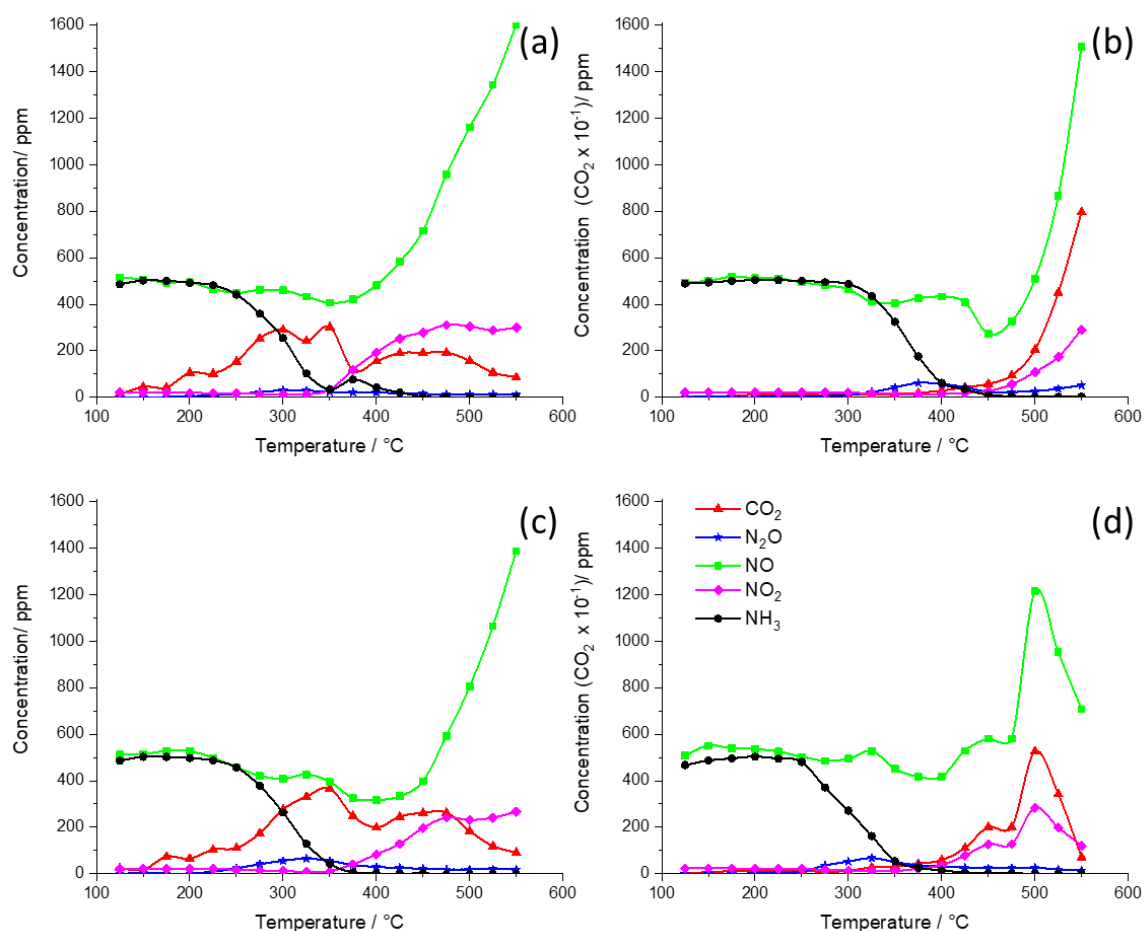 (a)
Concentration/ ppm
1600
1400
1200
1000
800
600
400
200
0
100 200 300 400 500 600
Temperature / °C
(b)
Concentration (CO₂ x 10⁻¹)/ ppm
1600
1400
1200
1000
800
600
400
200
0
100 200 300 400 500 600
Temperature / °C
(c)
Concentration/ ppm
1600
1400
1200
1000
800
600
400
200
0
100 200 300 400 500 600
Temperature / °C
(d)
Concentration (CO₂ x 10⁻¹)/ ppm
1600
1400
1200
1000
800
600
400
200
0
CO₂
N₂O
NO
NO₂
NH₃
100 200 300 400 500 600
Temperature / °C